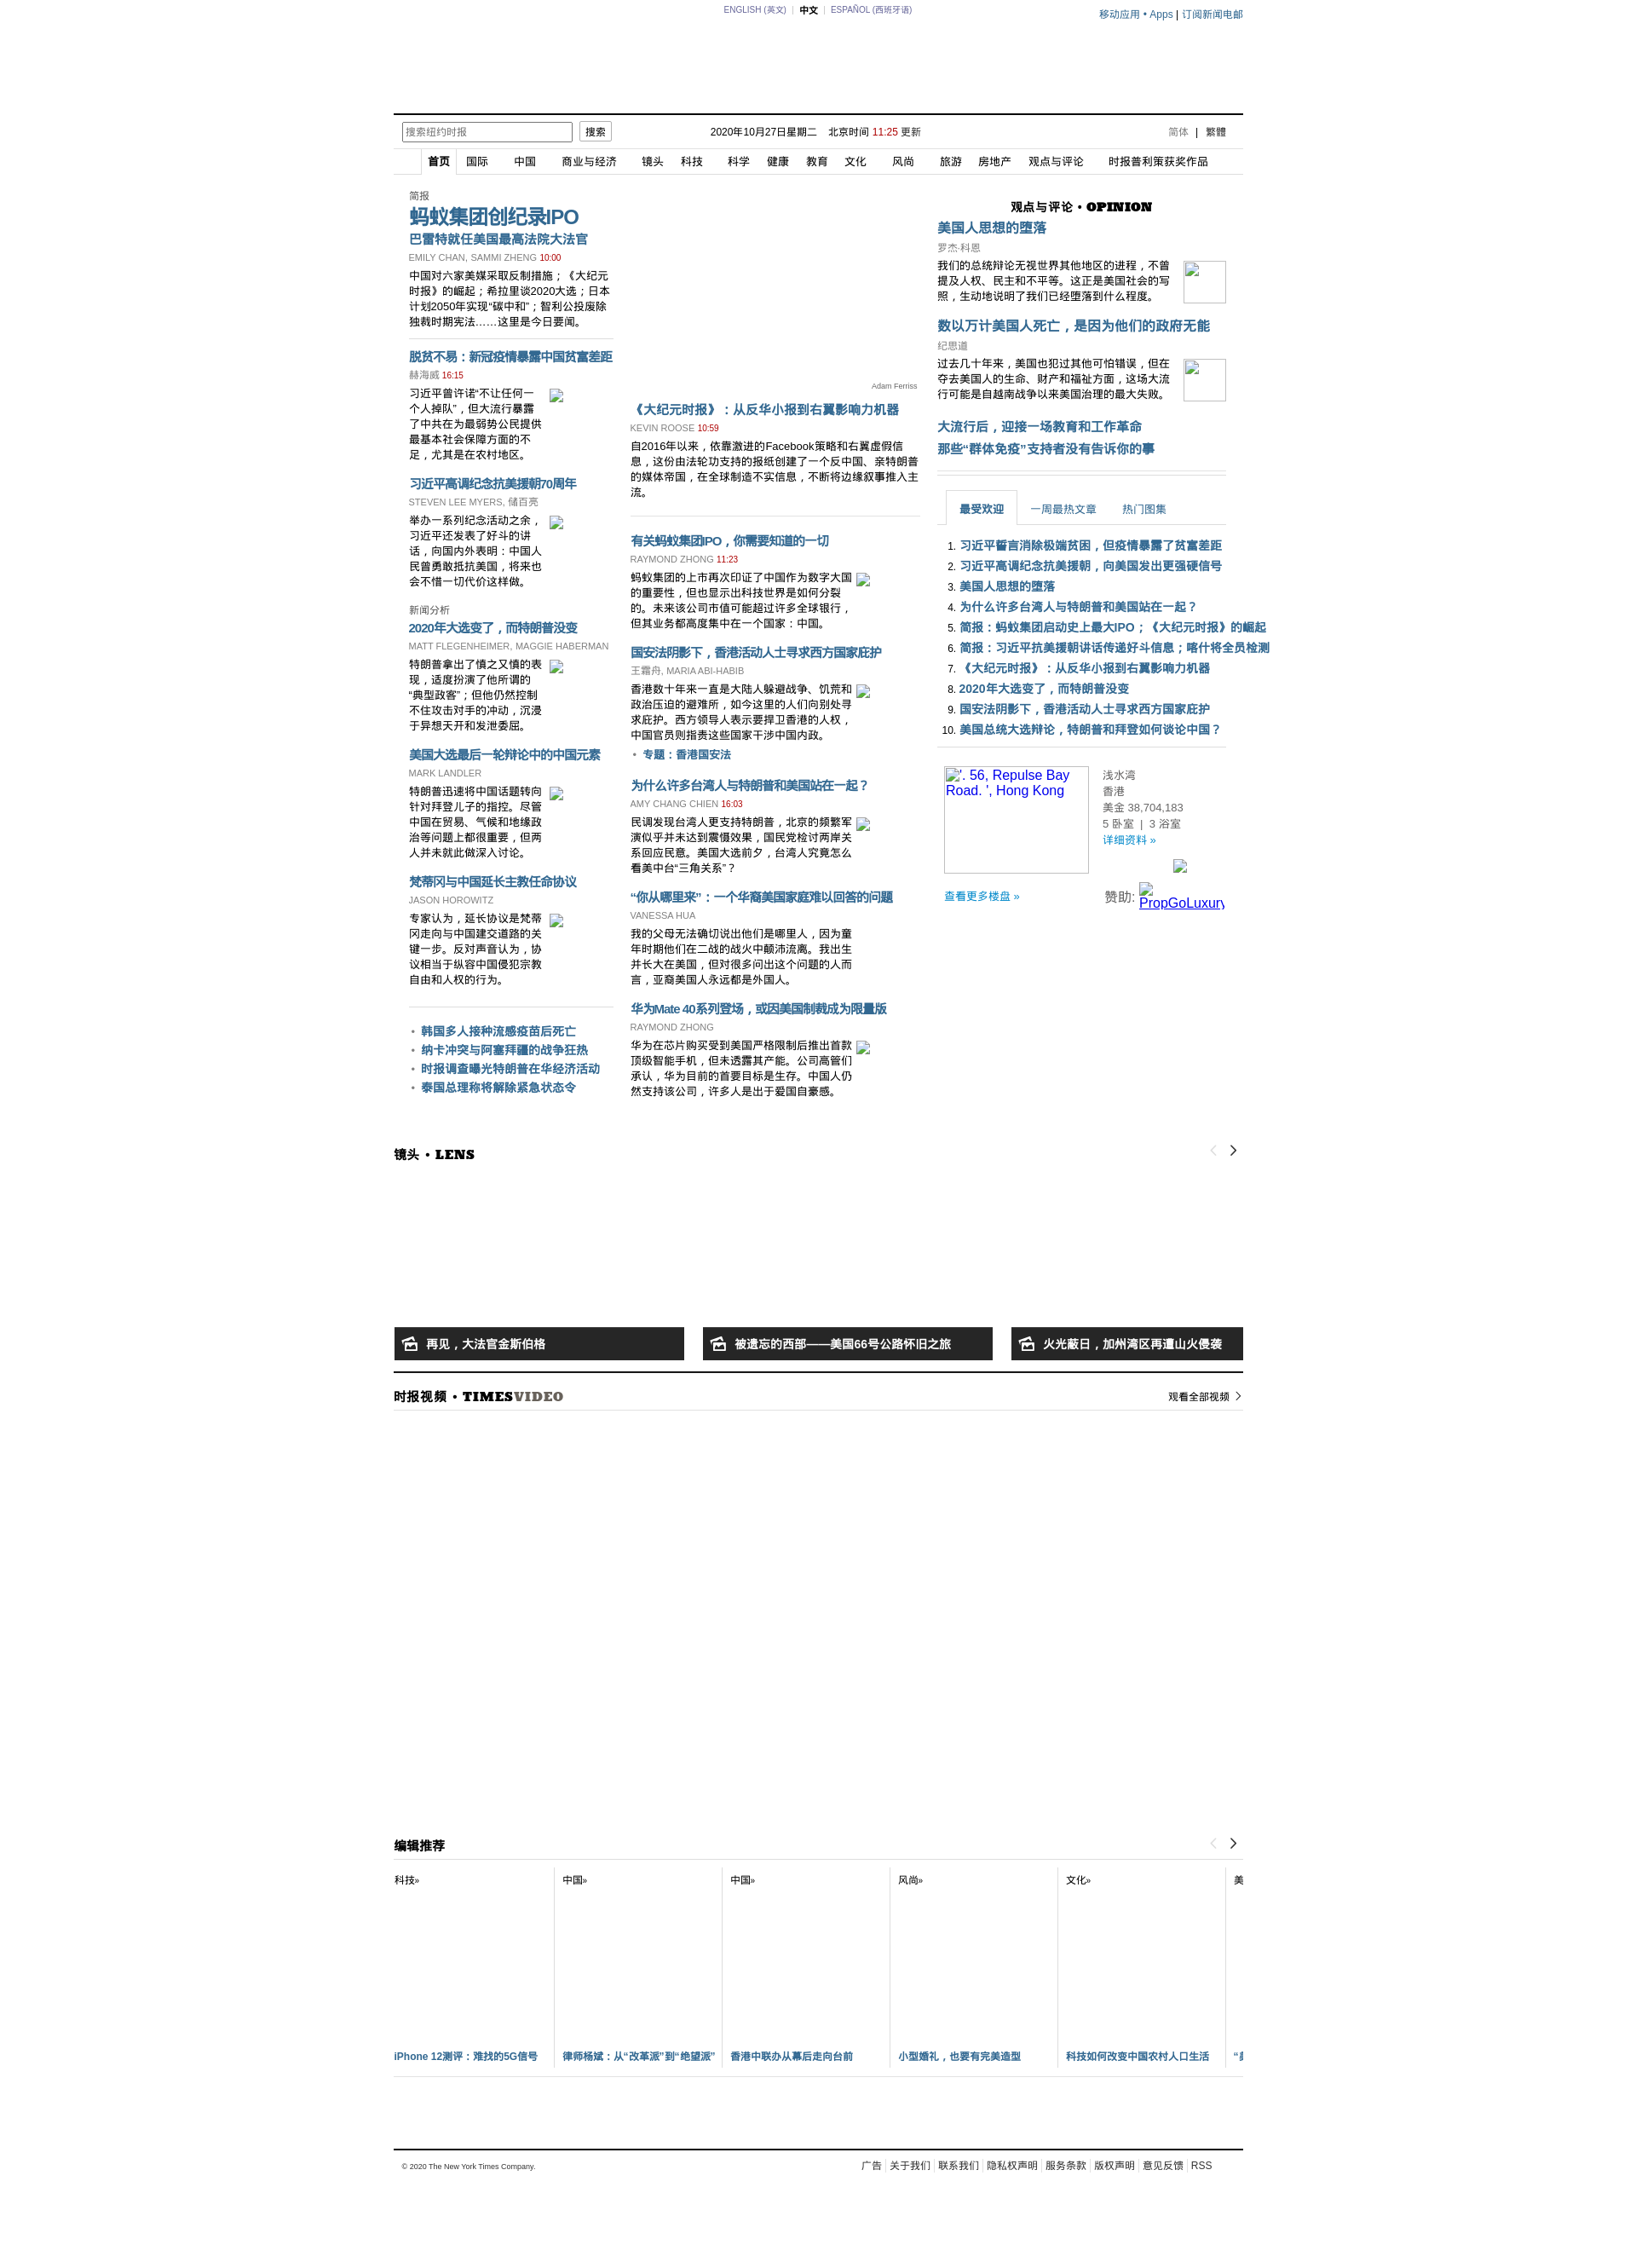 ENGLISH (英文) | 中文 | ESPAÑOL (西班牙语)
移动应用 • Apps | 订阅新闻电邮
搜索纽约时报 搜索 2020年10月27日星期二 北京时间 11:25 更新 简体 | 繁體
首页 国际 中国 商业与经济 镜头 科技 科学 健康 教育 文化 风尚 旅游 房地产 观点与评论 时报普利策获奖作品
简报
蚂蚁集团创纪录IPO
巴雷特就任美国最高法院大法官
EMILY CHAN, SAMMI ZHENG 10:00
中国对六家美媒采取反制措施；《大纪元
时报》的崛起；希拉里谈2020大选；日本
计划2050年实现“碳中和”；智利公投废除
独裁时期宪法……这里是今日要闻。
脱贫不易：新冠疫情暴露中国贫富差距
赫海威 16:15
习近平曾许诺“不让任何一
个人掉队”，但大流行暴露
了中共在为最弱势公民提供
最基本社会保障方面的不
足，尤其是在农村地区。
习近平高调纪念抗美援朝70周年
STEVEN LEE MYERS, 储百亮
举办一系列纪念活动之余，
习近平还发表了好斗的讲
话，向国内外表明：中国人
民曾勇敢抵抗美国，将来也
会不惜一切代价这样做。
新闻分析
2020年大选变了，而特朗普没变
MATT FLEGENHEIMER, MAGGIE HABERMAN
特朗普拿出了慎之又慎的表
现，适度扮演了他所谓的
“典型政客”；但他仍然控制
不住攻击对手的冲动，沉浸
于异想天开和发泄委屈。
美国大选最后一轮辩论中的中国元素
MARK LANDLER
特朗普迅速将中国话题转向
针对拜登儿子的指控。尽管
中国在贸易、气候和地缘政
治等问题上都很重要，但两
人并未就此做深入讨论。
梵蒂冈与中国延长主教任命协议
JASON HOROWITZ
专家认为，延长协议是梵蒂
冈走向与中国建交道路的关
键一步。反对声音认为，协
议相当于纵容中国侵犯宗教
自由和人权的行为。
• 韩国多人接种流感疫苗后死亡
• 纳卡冲突与阿塞拜疆的战争狂热
• 时报调查曝光特朗普在华经济活动
• 泰国总理称将解除紧急状态令
Adam Ferriss
《大纪元时报》：从反华小报到右翼影响力机器
KEVIN ROOSE 10:59
自2016年以来，依靠激进的Facebook策略和右翼虚假信
息，这份由法轮功支持的报纸创建了一个反中国、亲特朗普
的媒体帝国，在全球制造不实信息，不断将边缘叙事推入主
流。
有关蚂蚁集团IPO，你需要知道的一切
RAYMOND ZHONG 11:23
蚂蚁集团的上市再次印证了中国作为数字大国
的重要性，但也显示出科技世界是如何分裂
的。未来该公司市值可能超过许多全球银行，
但其业务都高度集中在一个国家：中国。
国安法阴影下，香港活动人士寻求西方国家庇护
王霜舟, MARIA ABI-HABIB
香港数十年来一直是大陆人躲避战争、饥荒和
政治压迫的避难所，如今这里的人们向别处寻
求庇护。西方领导人表示要捍卫香港的人权，
中国官员则指责这些国家干涉中国内政。
• 专题：香港国安法
为什么许多台湾人与特朗普和美国站在一起？
AMY CHANG CHIEN 16:03
民调发现台湾人更支持特朗普，北京的频繁军
演似乎并未达到震慑效果，国民党检讨两岸关
系回应民意。美国大选前夕，台湾人究竟怎么
看美中台“三角关系”？
“你从哪里来”：一个华裔美国家庭难以回答的问题
VANESSA HUA
我的父母无法确切说出他们是哪里人，因为童
年时期他们在二战的战火中颠沛流离。我出生
并长大在美国，但对很多问出这个问题的人而
言，亚裔美国人永远都是外国人。
华为Mate 40系列登场，或因美国制裁成为限量版
RAYMOND ZHONG
华为在芯片购买受到美国严格限制后推出首款
顶级智能手机，但未透露其产能。公司高管们
承认，华为目前的首要目标是生存。中国人仍
然支持该公司，许多人是出于爱国自豪感。
观点与评论 • OPINION
美国人思想的堕落
罗杰·科恩
我们的总统辩论无视世界其他地区的进程，不曾
提及人权、民主和不平等。这正是美国社会的写
照，生动地说明了我们已经堕落到什么程度。
数以万计美国人死亡，是因为他们的政府无能
纪思道
过去几十年来，美国也犯过其他可怕错误，但在
夺去美国人的生命、财产和福祉方面，这场大流
行可能是自越南战争以来美国治理的最大失败。
大流行后，迎接一场教育和工作革命
那些“群体免疫”支持者没有告诉你的事
最受欢迎 一周最热文章 热门图集
1. 习近平誓言消除极端贫困，但疫情暴露了贫富差距
2. 习近平高调纪念抗美援朝，向美国发出更强硬信号
3. 美国人思想的堕落
4. 为什么许多台湾人与特朗普和美国站在一起？
5. 简报：蚂蚁集团启动史上最大IPO；《大纪元时报》的崛起
6. 简报：习近平抗美援朝讲话传递好斗信息；喀什将全员检测
7. 《大纪元时报》：从反华小报到右翼影响力机器
8. 2020年大选变了，而特朗普没变
9. 国安法阴影下，香港活动人士寻求西方国家庇护
10. 美国总统大选辩论，特朗普和拜登如何谈论中国？
'. 56, Repulse Bay
Road. ', Hong Kong
浅水湾
香港
美金 38,704,183
5 卧室 | 3 浴室
详细资料 »
查看更多楼盘 »
赞助: PropGoLuxury
镜头 • LENS
再见，大法官金斯伯格
被遗忘的西部——美国66号公路怀旧之旅
火光蔽日，加州湾区再遭山火侵袭
时报视频 • TIMESVIDEO
观看全部视频
编辑推荐
科技» 中国» 中国» 风尚» 文化» 美
iPhone 12测评：难找的5G信号 律师杨斌：从“改革派”到“绝望派” 香港中联办从幕后走向台前 小型婚礼，也要有完美造型 科技如何改变中国农村人口生活
© 2020 The New York Times Company.
广告 | 关于我们 | 联系我们 | 隐私权声明 | 服务条款 | 版权声明 | 意见反馈 | RSS